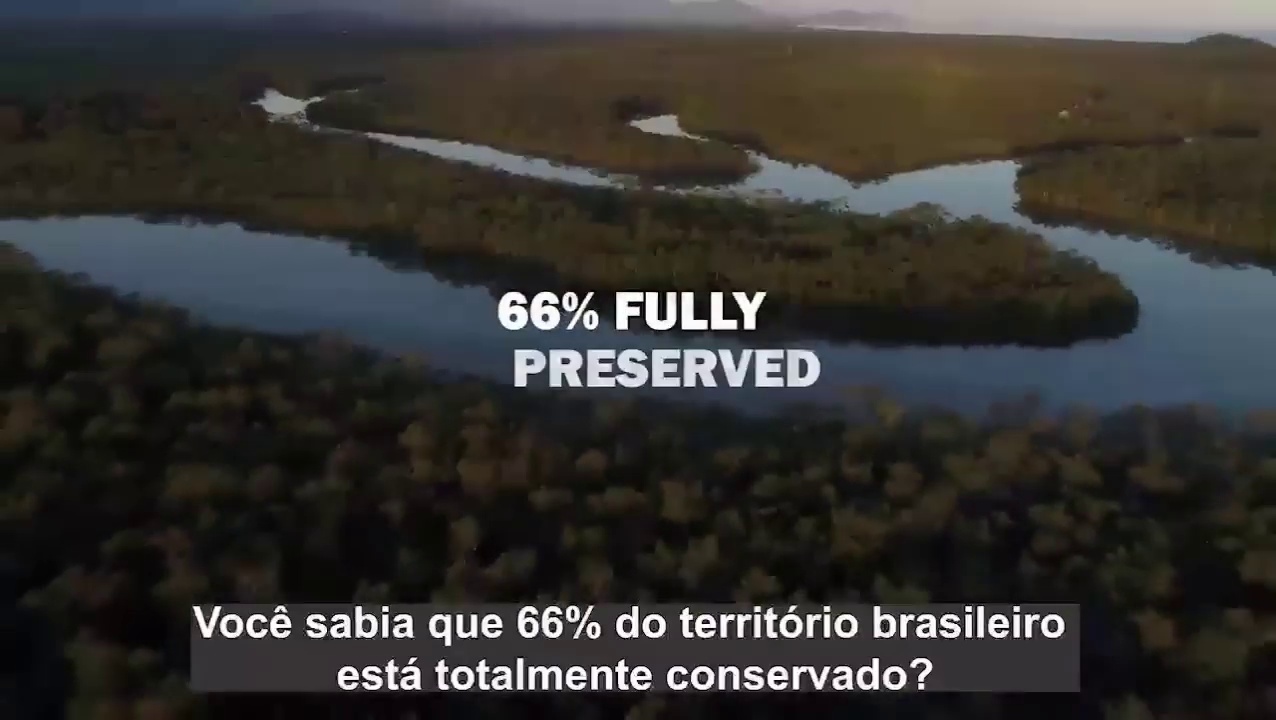 66% FULLY
PRESERVED
Você sabia que 66% do território brasileiro
está totalmente conservado?